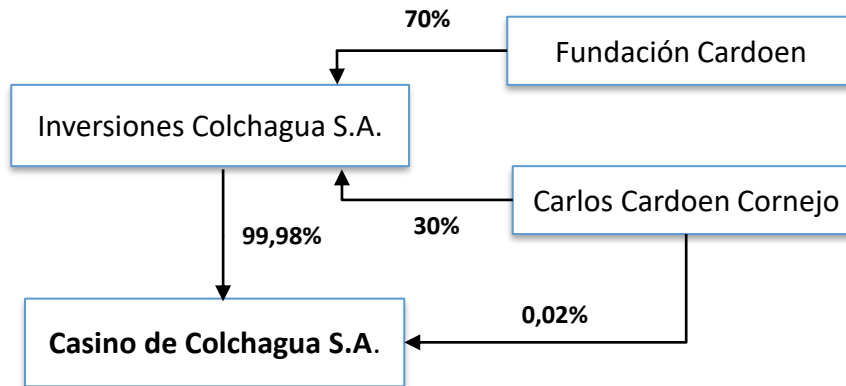 70%
Fundación Cardoen
Inversiones Colchagua S.A.
Carlos Cardoen Cornejo
30%
99,98%
0,02%
Casino de Colchagua S.A.